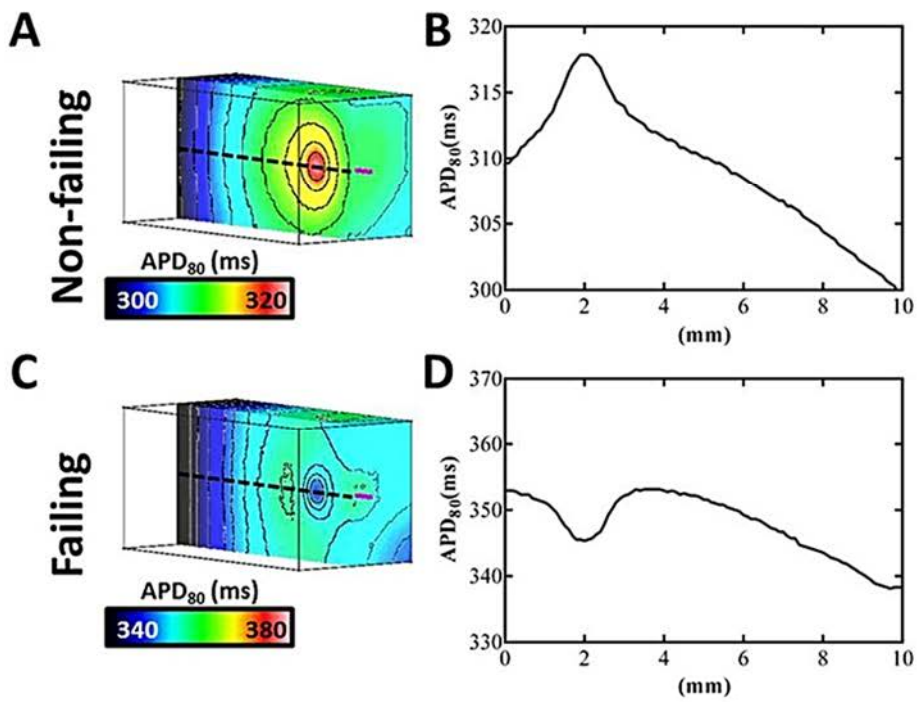 A
Non-failing
APD80 (ms)
300 320
B
APD80(ms)
320
315
310
305
300
0 2 4 6 8 10
(mm)
C
Failing
APD80 (ms)
340 380
D
APD80(ms)
370
360
350
340
330
0 2 4 6 8 10
(mm)